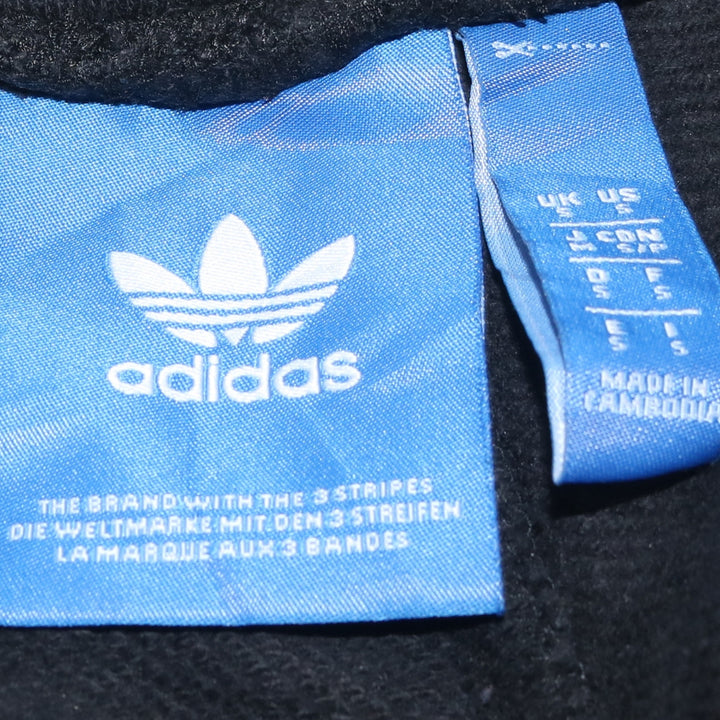 adidas
THE BRAND WITH THE 3 STRIPES
DIE WELTMARKE MIT DEN 3 STREIFEN
LA MARQUE AUX 3 BANDES
UK US
S S
J CDN
M S/P
D F
S S
E I
S S
MADE IN
CAMBODIA